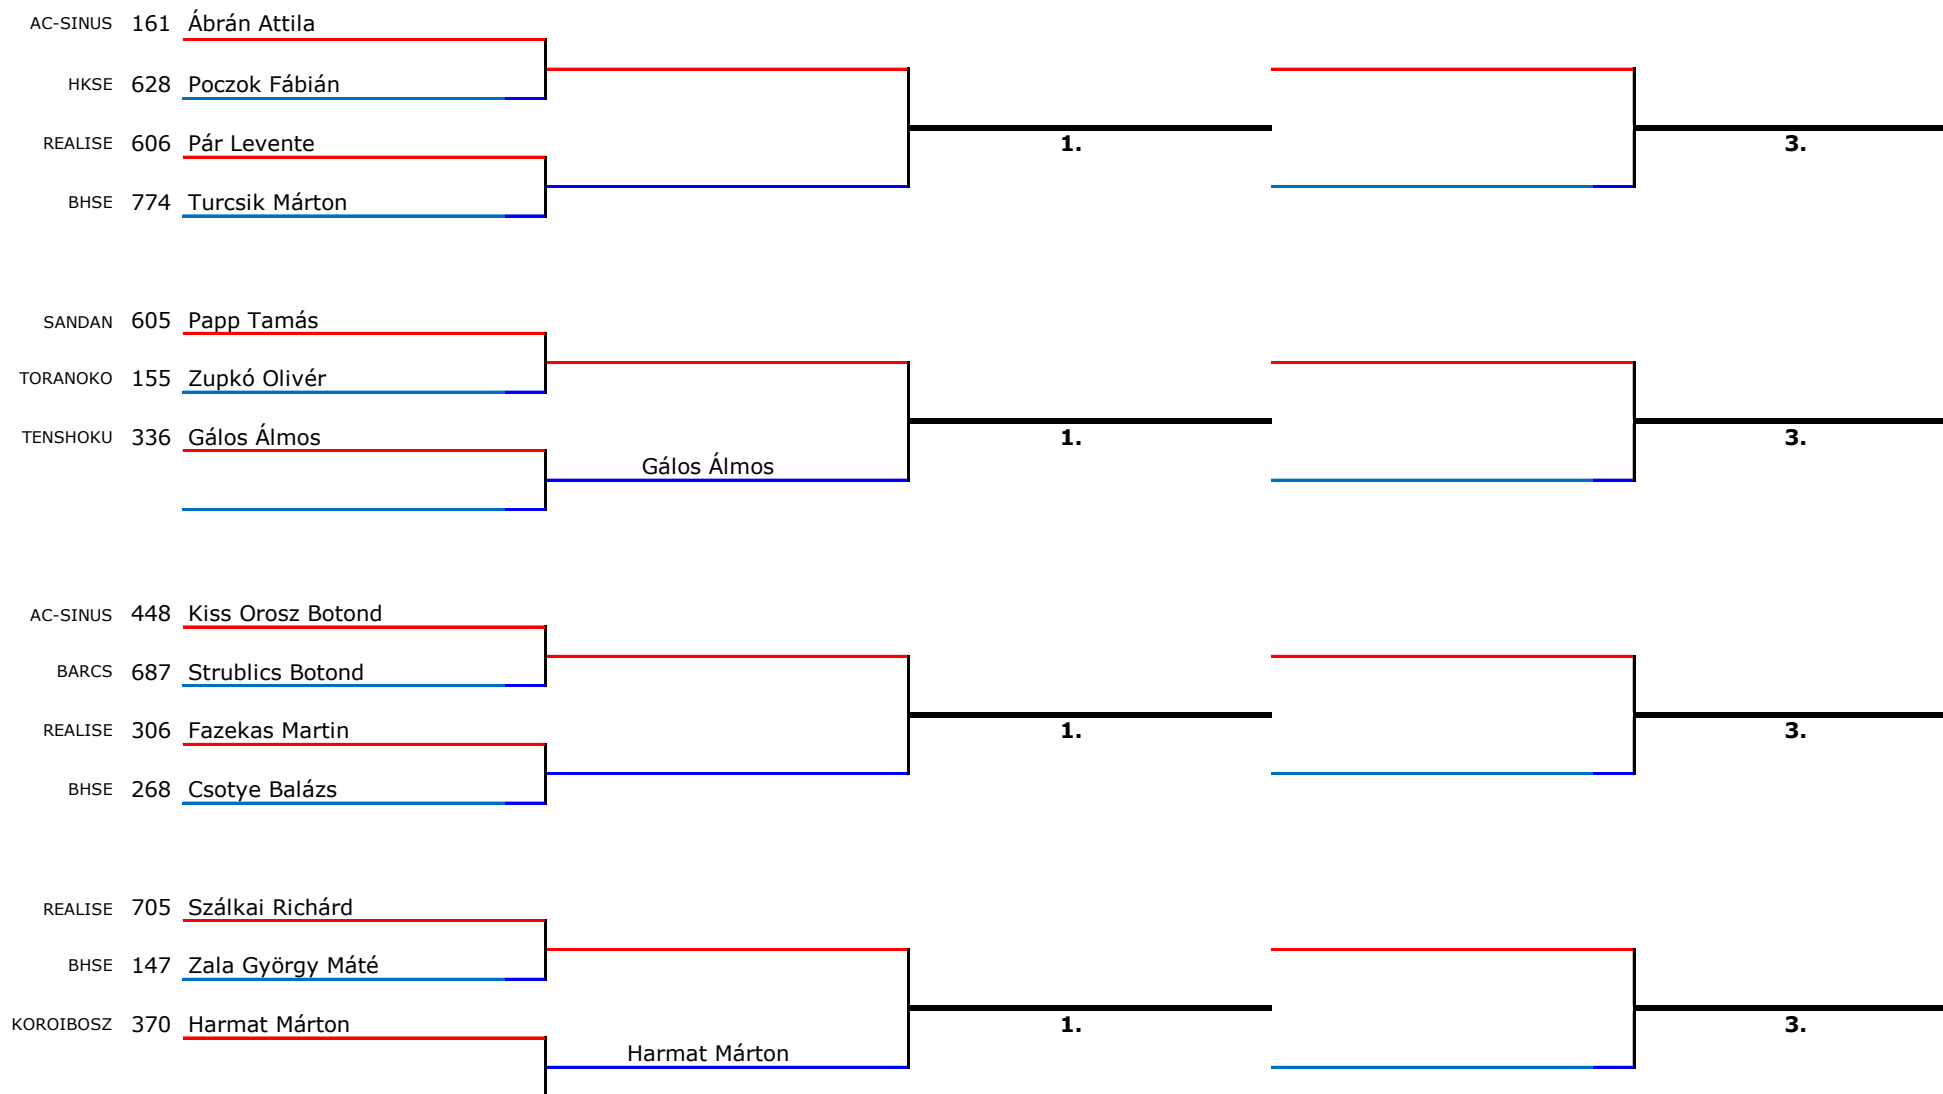 AC-SINUS 161 Ábrán Attila
HKSE 628 Poczok Fábián
REALISE 606 Pár Levente
1. 3.
BHSE 774 Turcsik Márton
SANDAN 605 Papp Tamás
TORANOKO 155 Zupkó Olivér
TENSHOKU 336 Gálos Álmos
1. 3.
Gálos Álmos
AC-SINUS 448 Kiss Orosz Botond
BARCS 687 Strublics Botond
REALISE 306 Fazekas Martin
1. 3.
BHSE 268 Csotye Balázs
REALISE 705 Szálkai Richárd
BHSE 147 Zala György Máté
KOROIBOSZ 370 Harmat Márton
1. 3.
Harmat Márton